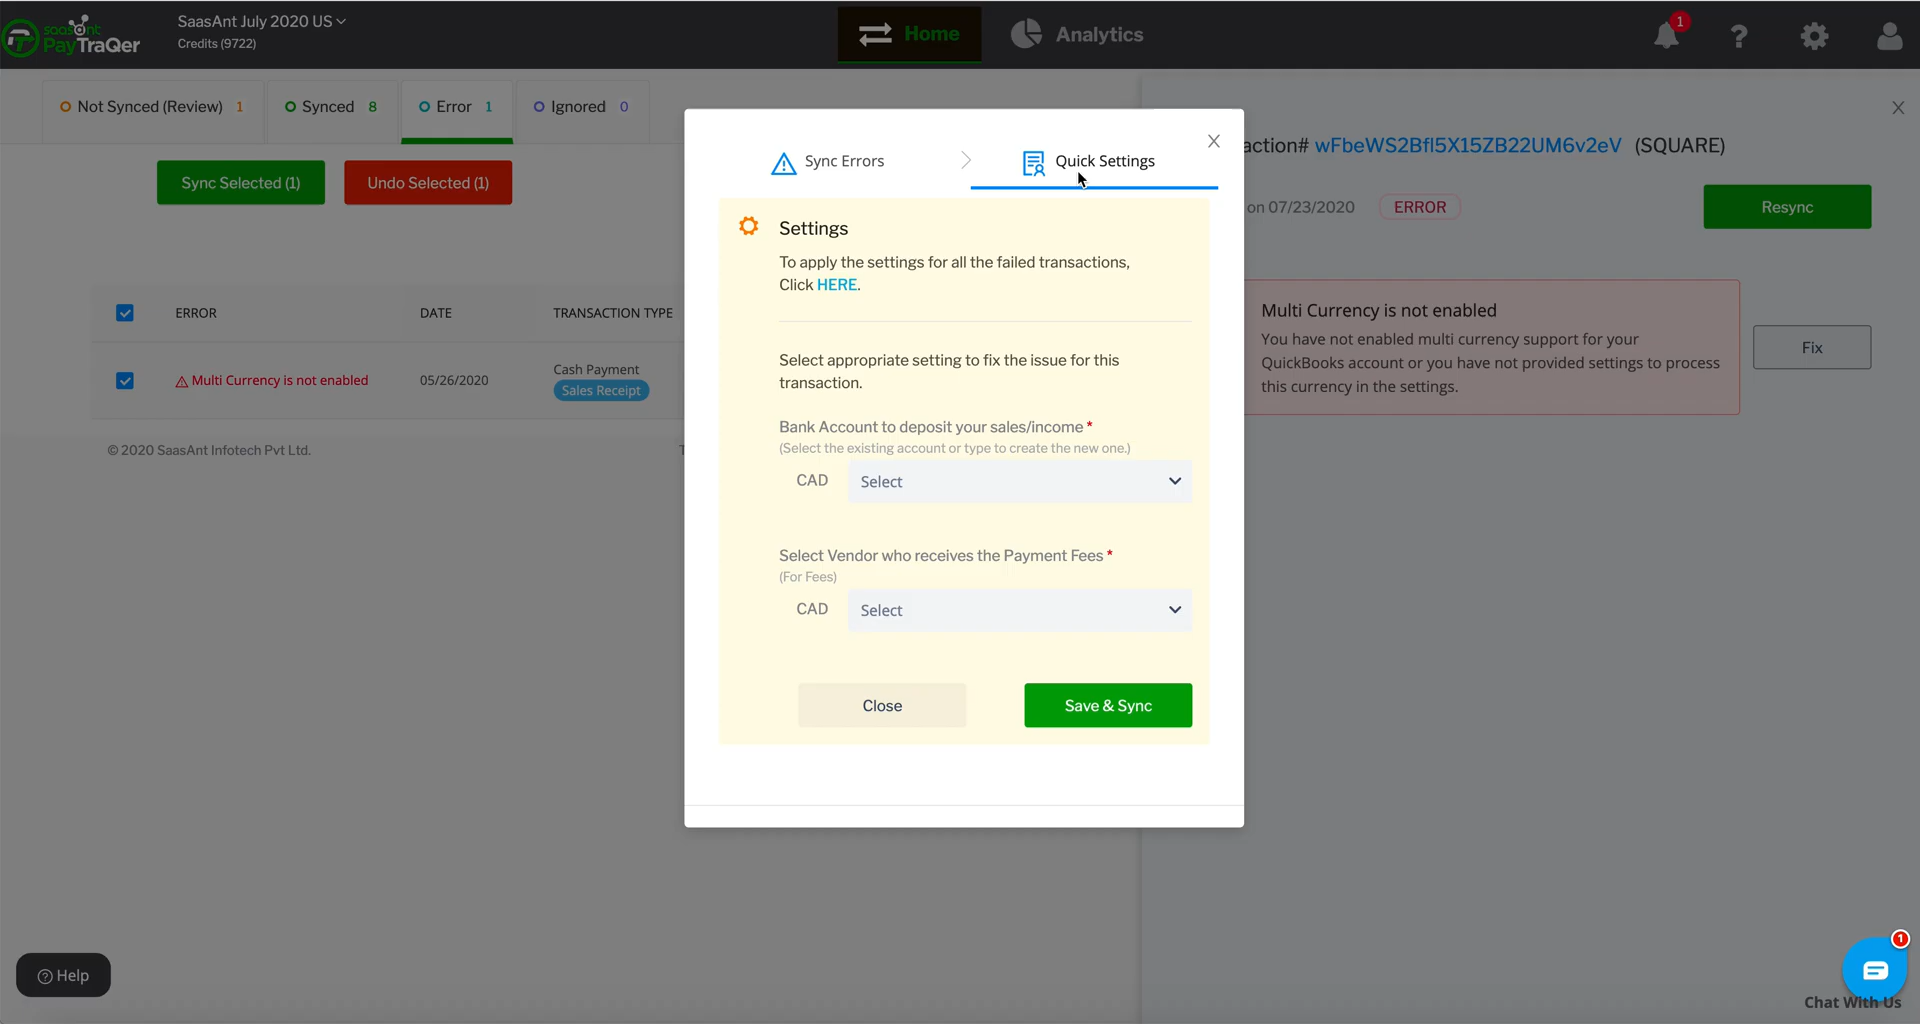 saasant
PayTraQer
SaasAnt July 2020 US
Credits (9722)
Home
Analytics
1
Not Synced (Review) 1
Synced 8
Error 1
Ignored 0
Sync Selected (1)
Undo Selected (1)
ERROR
DATE
TRANSACTION TYPE
Multi Currency is not enabled
05/26/2020
Cash Payment
Sales Receipt
© 2020 SaasAnt Infotech Pvt Ltd.
T
Sync Errors
Quick Settings
Settings
To apply the settings for all the failed transactions,
Click HERE.
Select appropriate setting to fix the issue for this
transaction.
Bank Account to deposit your sales/income *
(Select the existing account or type to create the new one.)
CAD
Select
Select Vendor who receives the Payment Fees *
(For Fees)
CAD
Select
Close
Save & Sync
action# wFbeWS2BfI5X15ZB22UM6v2eV (SQUARE)
on 07/23/2020
ERROR
Resync
Multi Currency is not enabled
You have not enabled multi currency support for your
QuickBooks account or you have not provided settings to process
this currency in the settings.
Fix
Help
1
Chat With Us